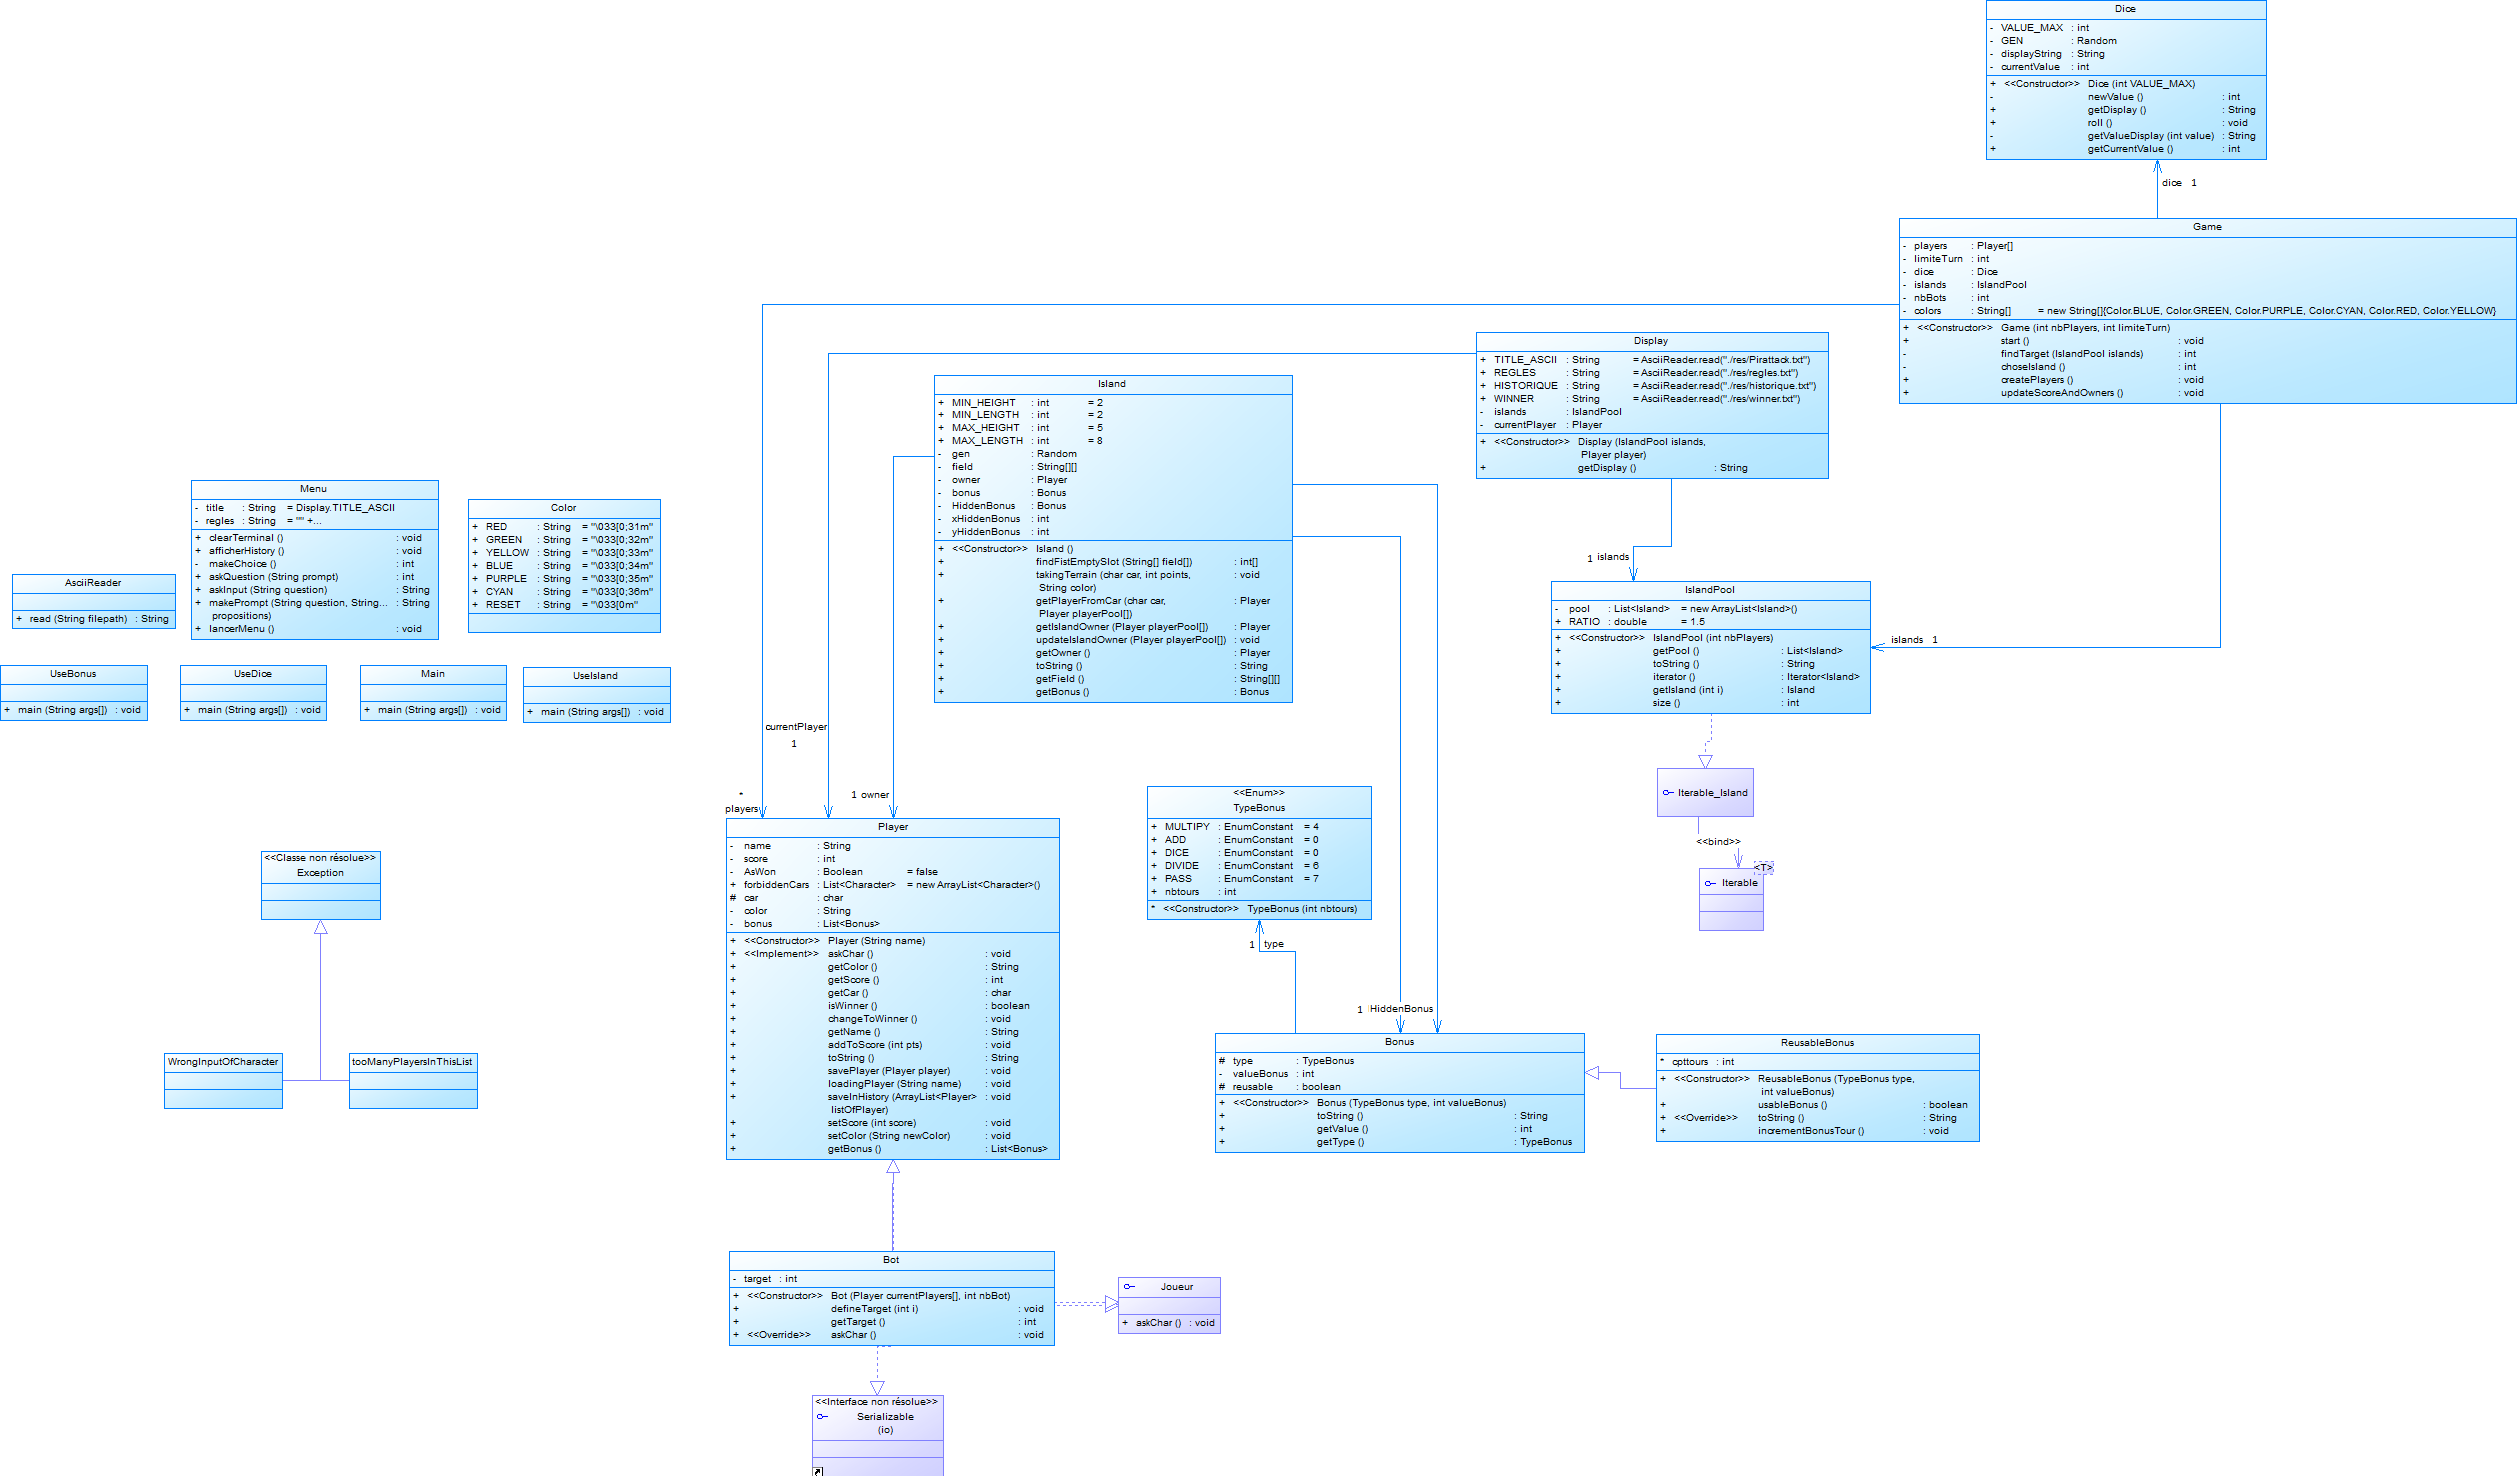 Dice
- VALUE_MAX : int
- GEN : Random
- displayString : String
- currentValue : int
+ <<Constructor>> Dice (int VALUE_MAX)
- newValue () : int
+ getDisplay () : String
+ roll () : void
- getValueDisplay (int value) : String
+ getCurrentValue () : int
dice 1
Game
- players : Player[]
- limiteTurn : int
- dice : Dice
- islands : IslandPool
- nbBots : int
- colors : String[] = new String[]{Color.BLUE, Color.GREEN, Color.PURPLE, Color.CYAN, Color.RED, Color.YELLOW}
+ <<Constructor>> Game (int nbPlayers, int limiteTurn)
+ start () : void
- findTarget (IslandPool islands) : int
- choseIsland () : int
+ createPlayers () : void
+ updateScoreAndOwners () : void
Display
+ TITLE_ASCII : String = AsciiReader.read("./res/Pirattack.txt")
+ REGLES : String = AsciiReader.read("./res/regles.txt")
+ HISTORIQUE : String = AsciiReader.read("./res/historique.txt")
+ WINNER : String = AsciiReader.read("./res/winner.txt")
- islands : IslandPool
- currentPlayer : Player
+ <<Constructor>> Display (IslandPool islands,
Player player)
+ getDisplay () : String
Island
+ MIN_HEIGHT : int = 2
+ MIN_LENGTH : int = 2
+ MAX_HEIGHT : int = 5
+ MAX_LENGTH : int = 8
- gen : Random
- field : String[][]
- owner : Player
- bonus : Bonus
- HiddenBonus : Bonus
- xHiddenBonus : int
- yHiddenBonus : int
+ <<Constructor>> Island ()
+ findFistEmptySlot (String[] field[]) : int[]
+ takingTerrain (char car, int points, : void
String color)
+ getPlayerFromCar (char car, : Player
Player playerPool[])
+ getIslandOwner (Player playerPool[]) : Player
+ updateIslandOwner (Player playerPool[]) : void
+ getOwner () : Player
+ toString () : String
+ getField () : String[][]
+ getBonus () : Bonus
Menu
- title : String = Display.TITLE_ASCII
- regles : String = "" +...
+ clearTerminal () : void
+ afficherHistory () : void
- makeChoice () : int
+ askQuestion (String prompt) : int
+ askInput (String question) : String
+ makePrompt (String question, String... : String
propositions)
+ lancerMenu () : void
Color
+ RED : String = "\033[0;31m"
+ GREEN : String = "\033[0;32m"
+ YELLOW : String = "\033[0;33m"
+ BLUE : String = "\033[0;34m"
+ PURPLE : String = "\033[0;35m"
+ CYAN : String = "\033[0;36m"
+ RESET : String = "\033[0m"
AsciiReader
+ read (String filepath) : String
1 islands
IslandPool
- pool : List<Island> = new ArrayList<Island>()
+ RATIO : double = 1.5
+ <<Constructor>> IslandPool (int nbPlayers)
+ getPool () : List<Island>
+ toString () : String
+ iterator () : Iterator<Island>
+ getIsland (int i) : Island
+ size () : int
islands 1
UseBonus
+ main (String args[]) : void
UseDice
+ main (String args[]) : void
Main
+ main (String args[]) : void
UseIsland
+ main (String args[]) : void
currentPlayer
1
*
players
1 owner
Iterable_Island
<<bind>>
<T>
Iterable
Player
- name : String
- score : int
- AsWon : Boolean = false
+ forbiddenCars : List<Character> = new ArrayList<Character>()
# car : char
- color : String
- bonus : List<Bonus>
+ <<Constructor>> Player (String name)
+ <<Implement>> askChar () : void
+ getColor () : String
+ getScore () : int
+ getCar () : char
+ isWinner () : boolean
+ changeToWinner () : void
+ getName () : String
+ addToScore (int pts) : void
+ toString () : String
+ savePlayer (Player player) : void
+ loadingPlayer (String name) : void
+ saveInHistory (ArrayList<Player> : void
listOfPlayer)
+ setScore (int score) : void
+ setColor (String newColor) : void
+ getBonus () : List<Bonus>
<<Enum>>
TypeBonus
+ MULTIPY : EnumConstant = 4
+ ADD : EnumConstant = 0
+ DICE : EnumConstant = 0
+ DIVIDE : EnumConstant = 6
+ PASS : EnumConstant = 7
+ nbtours : int
* <<Constructor>> TypeBonus (int nbtours)
1 type
1 HiddenBonus
<<Classe non résolue>>
Exception
WrongInputOfCharacter
tooManyPlayersInThisList
Bonus
# type : TypeBonus
- valueBonus : int
# reusable : boolean
+ <<Constructor>> Bonus (TypeBonus type, int valueBonus)
+ toString () : String
+ getValue () : int
+ getType () : TypeBonus
ReusableBonus
* cpttours : int
+ <<Constructor>> ReusableBonus (TypeBonus type,
int valueBonus)
+ usableBonus () : boolean
+ <<Override>> toString () : String
+ incrementBonusTour () : void
Bot
- target : int
+ <<Constructor>> Bot (Player currentPlayers[], int nbBot)
+ defineTarget (int i) : void
+ getTarget () : int
+ <<Override>> askChar () : void
Joueur
+ askChar () : void
<<Interface non résolue>>
Serializable
(io)